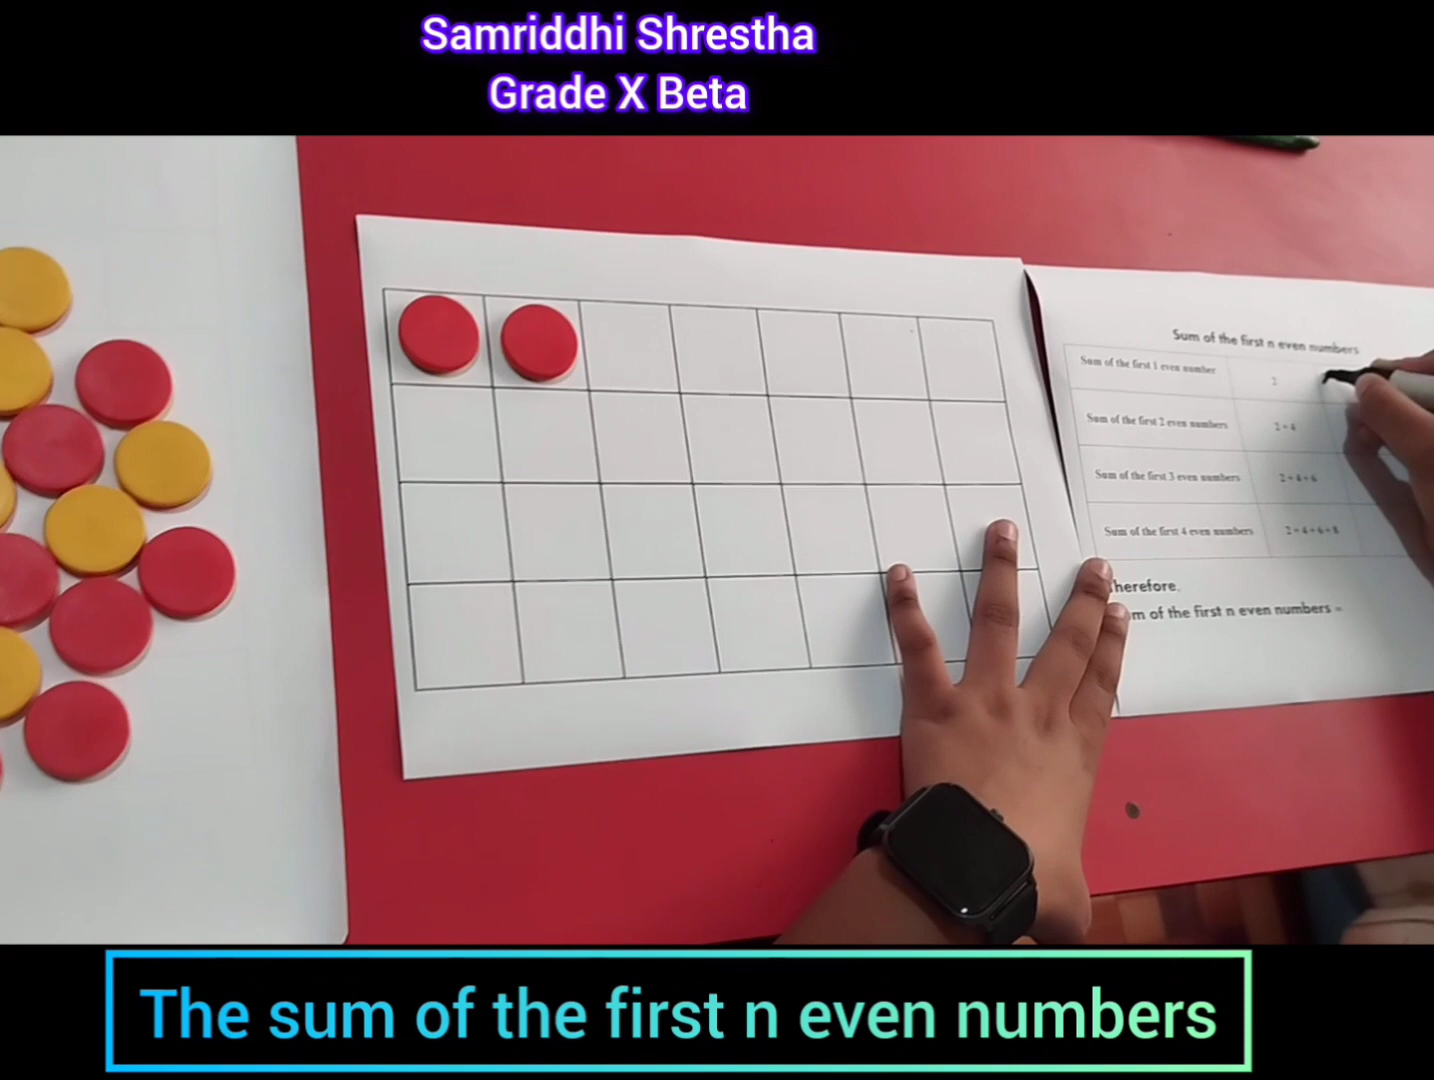 Samriddhi Shrestha
Grade X Beta
Sum of the first n even numbers
Sum of the first 1 even number 2
Sum of the first 2 even numbers 2 + 4
Sum of the first 3 even numbers 2 + 4 + 6
Sum of the first 4 even numbers 2 + 4 + 6 + 8
herefore,
m of the first n even numbers =
The sum of the first n even numbers